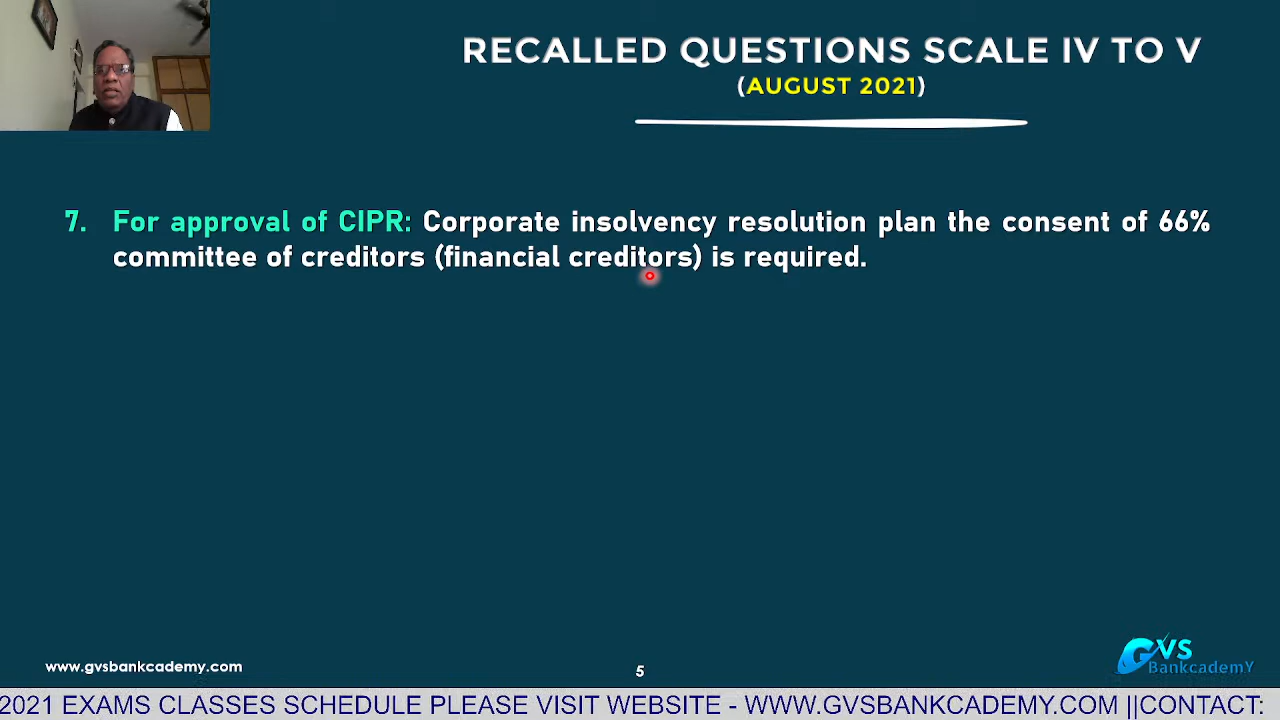 RECALLED QUESTIONS SCALE IV TO V
(AUGUST 2021)
7. For approval of CIPR: Corporate insolvency resolution plan the consent of 66%
committee of creditors (financial creditors) is required.
www.gvsbankcademy.com
5
GVS
BankcademY
2021 EXAMS CLASSES SCHEDULE PLEASE VISIT WEBSITE - WWW.GVSBANKCADEMY.COM ||CONTACT: